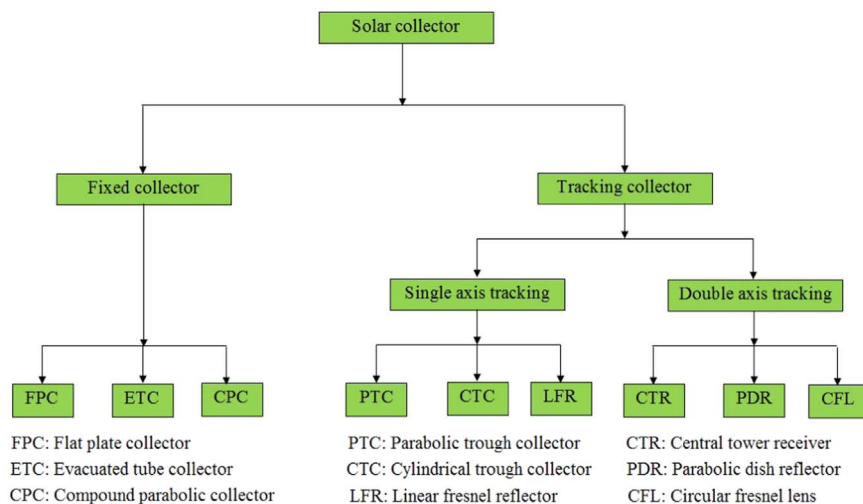 Solar collector
Fixed collector
Tracking collector
Single axis tracking
Double axis tracking
FPC
ETC
CPC
PTC
CTC
LFR
CTR
PDR
CFL
FPC: Flat plate collector
ETC: Evacuated tube collector
CPC: Compound parabolic collector
PTC: Parabolic trough collector
CTC: Cylindrical trough collector
LFR: Linear fresnel reflector
CTR: Central tower receiver
PDR: Parabolic dish reflector
CFL: Circular fresnel lens